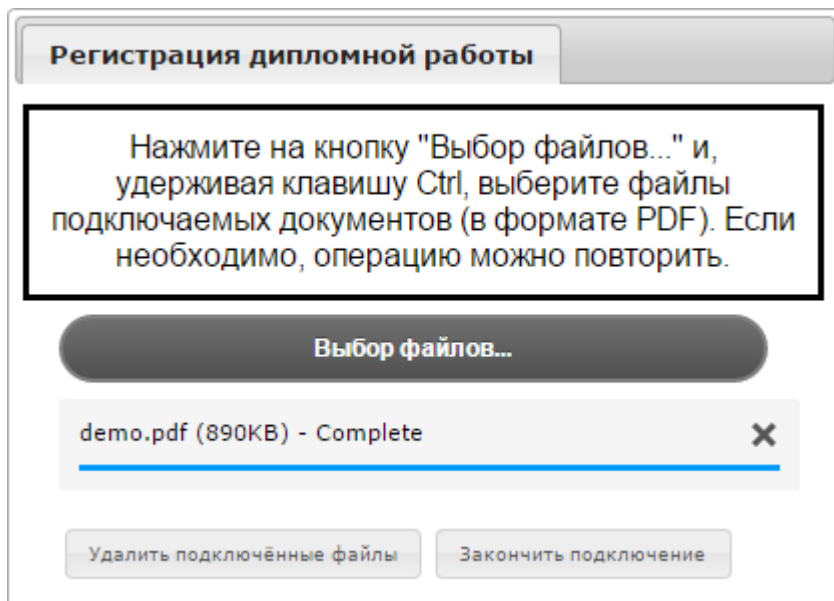 Регистрация дипломной работы
Нажмите на кнопку "Выбор файлов..." и,
удерживая клавишу Ctrl, выберите файлы
подключаемых документов (в формате PDF). Если
необходимо, операцию можно повторить.
Выбор файлов...
demo.pdf (890KB) - Complete
Удалить подключённые файлы Закончить подключение